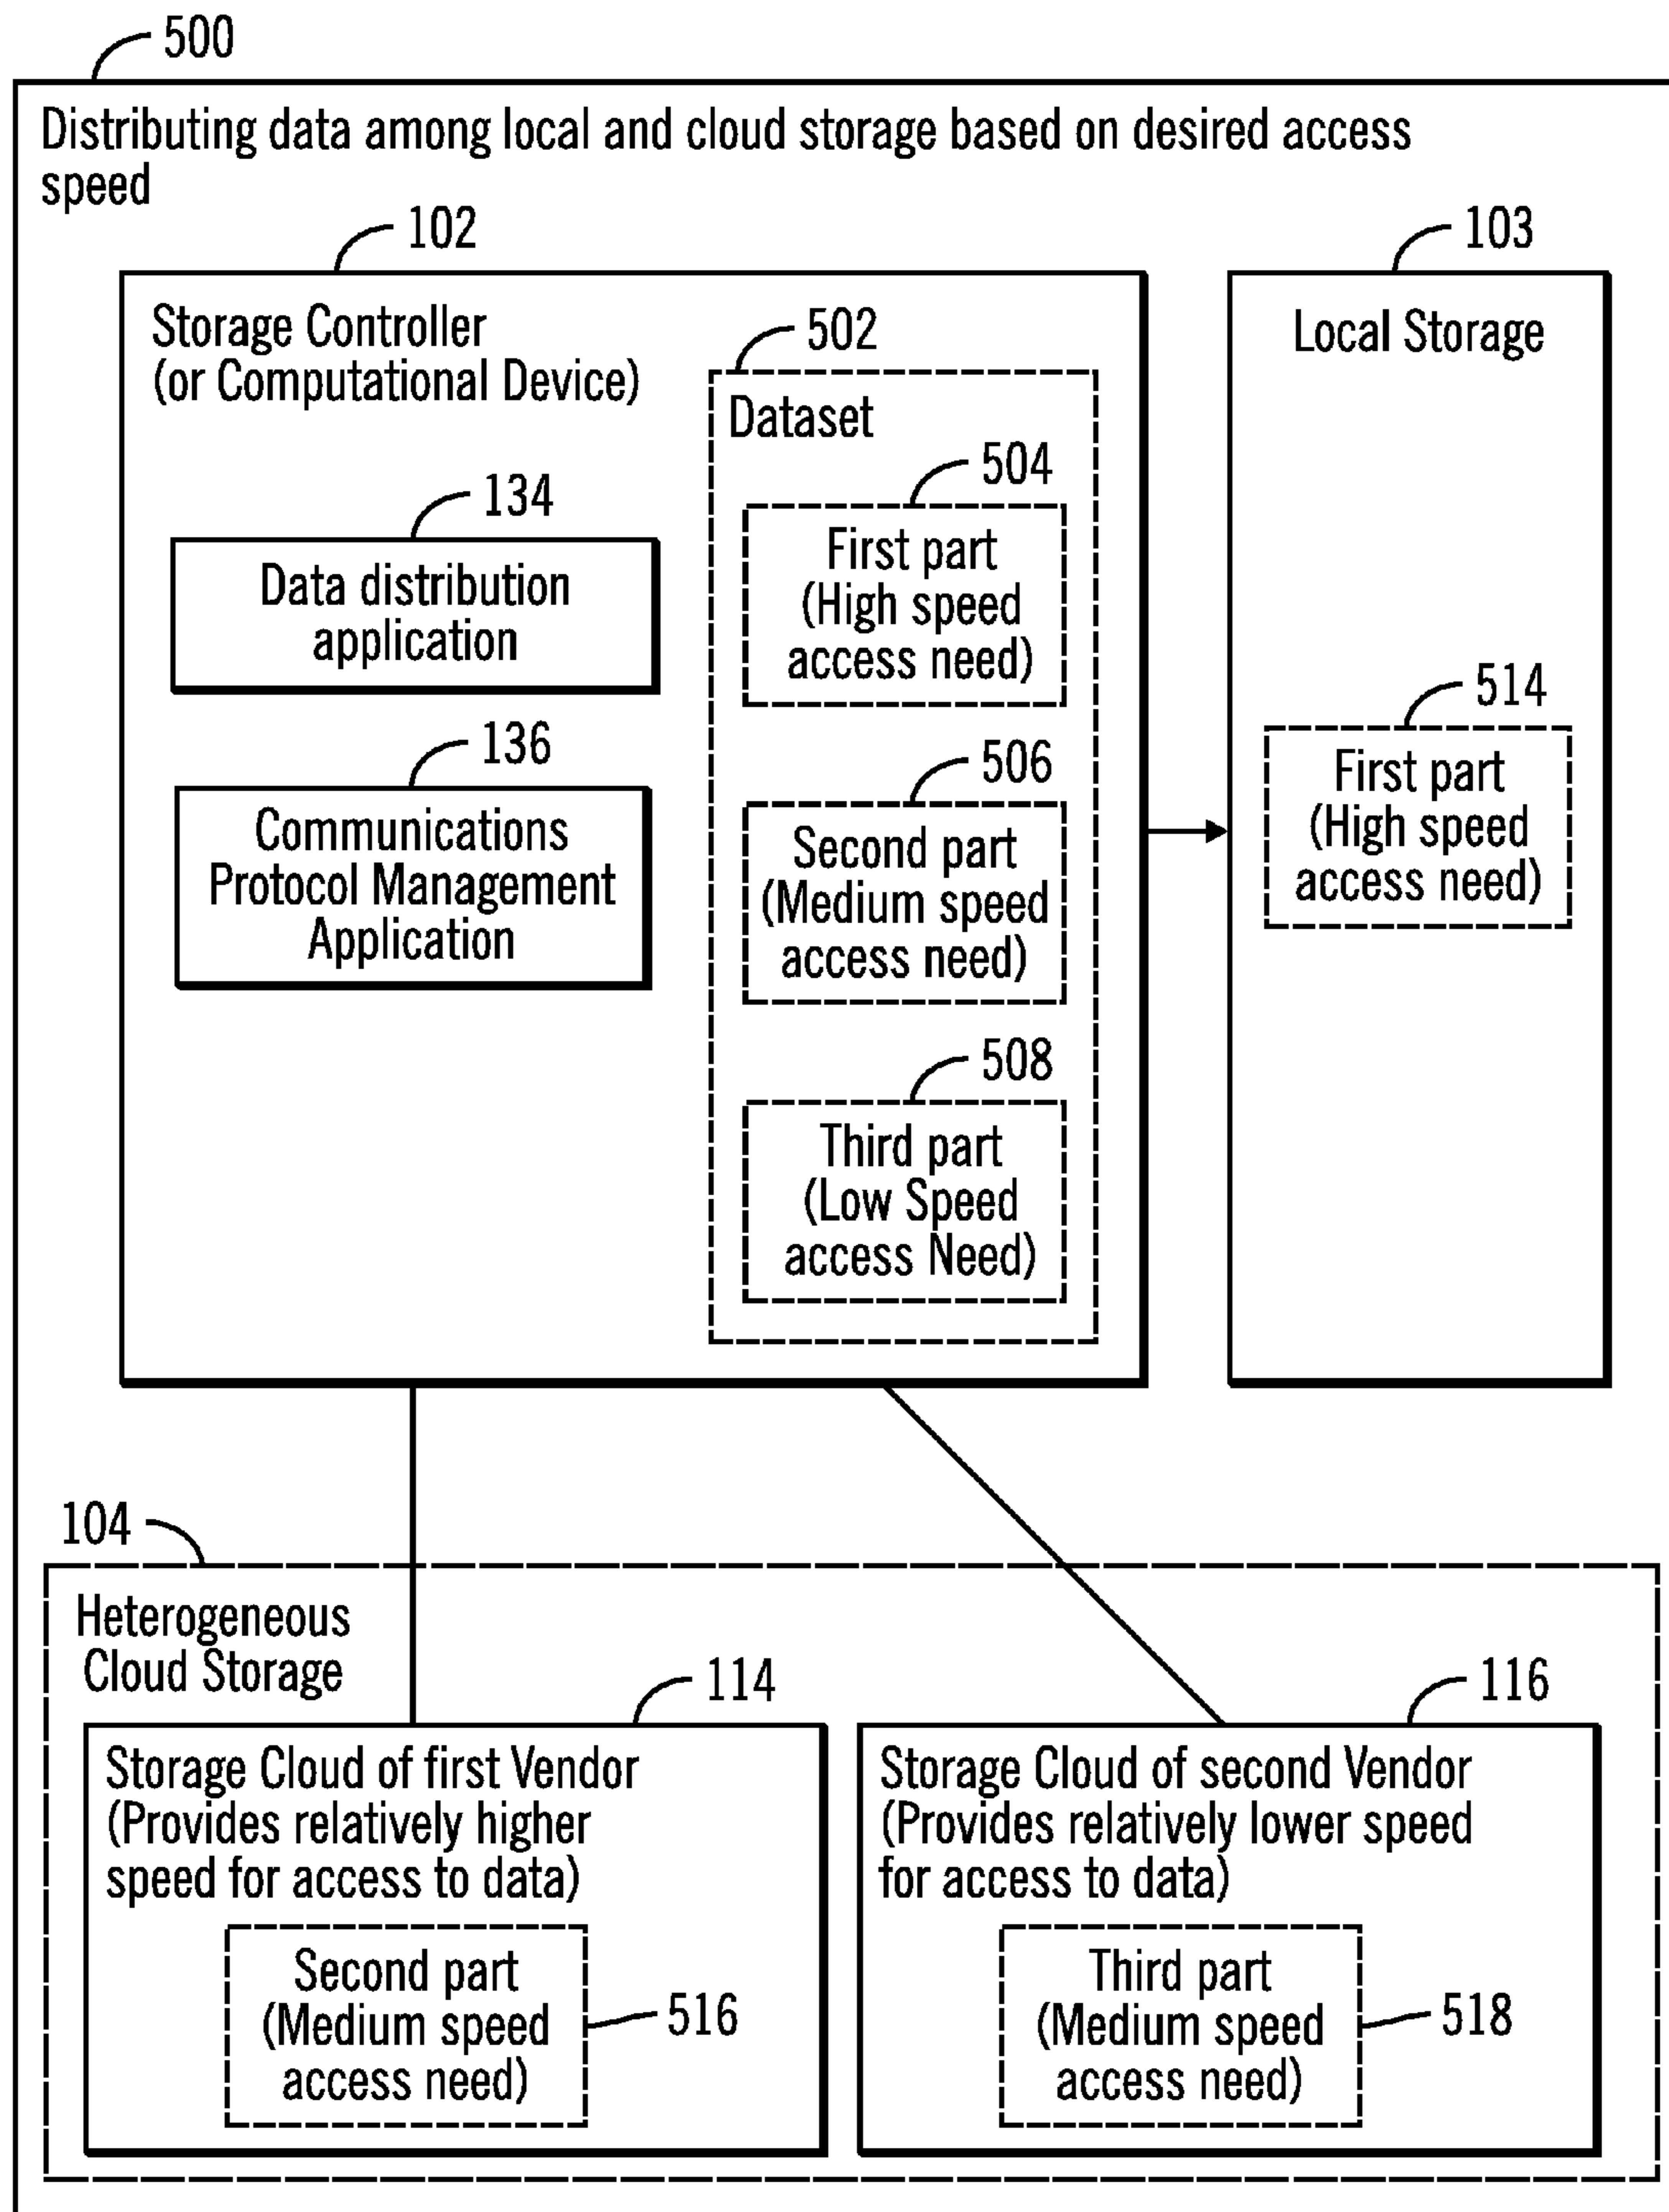 500
Distributing data among local and cloud storage based on desired access
speed
102
103
Storage Controller
(or Computational Device)
502
Dataset
Local Storage
134
Data distribution
application
504
First part
(High speed
access need)
136
Communications
Protocol Management
Application
506
Second part
(Medium speed
access need)
514
First part
(High speed
access need)
508
Third part
(Low Speed
access Need)
104
Heterogeneous
Cloud Storage
114
Storage Cloud of first Vendor
(Provides relatively higher
speed for access to data)
Second part
(Medium speed
access need)
516
116
Storage Cloud of second Vendor
(Provides relatively lower speed
for access to data)
Third part
(Medium speed
access need)
518